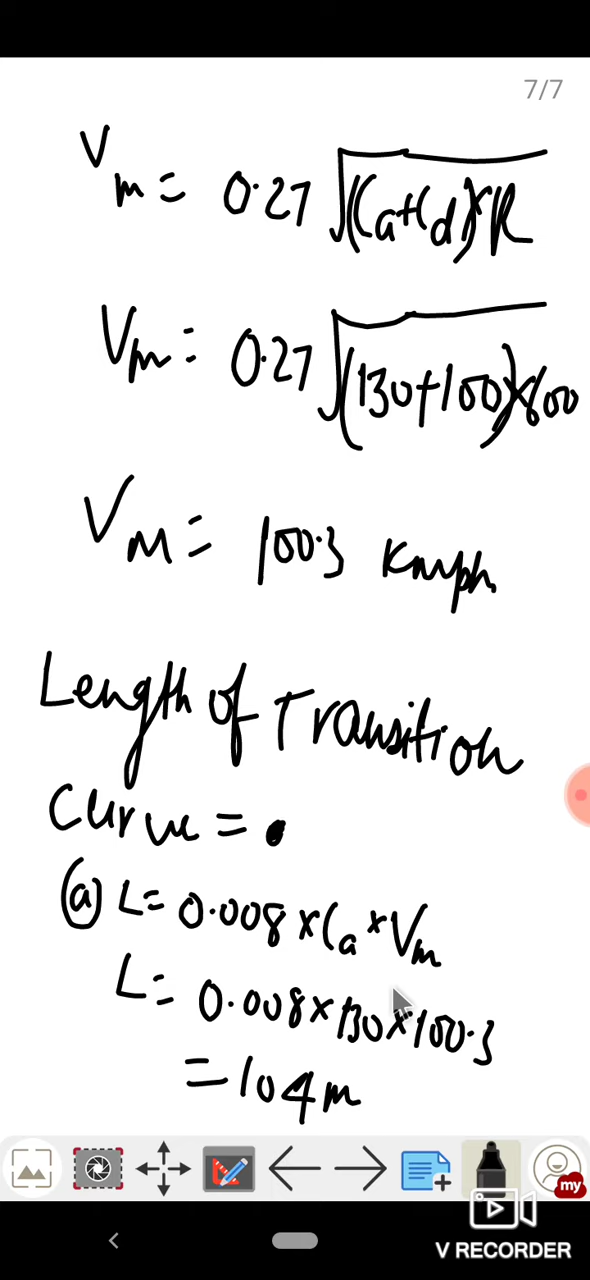 7/7
Vm = 0.27 √(Ca+Cd)×R
Vm = 0.27 √(130+100)×800
VM = 100.3 Kmph
Length of Transition
Curve =
(a) L = 0.008 × Ca × Vm
L = 0.008 × 130 × 100.3
= 104 m
my
V RECORDER